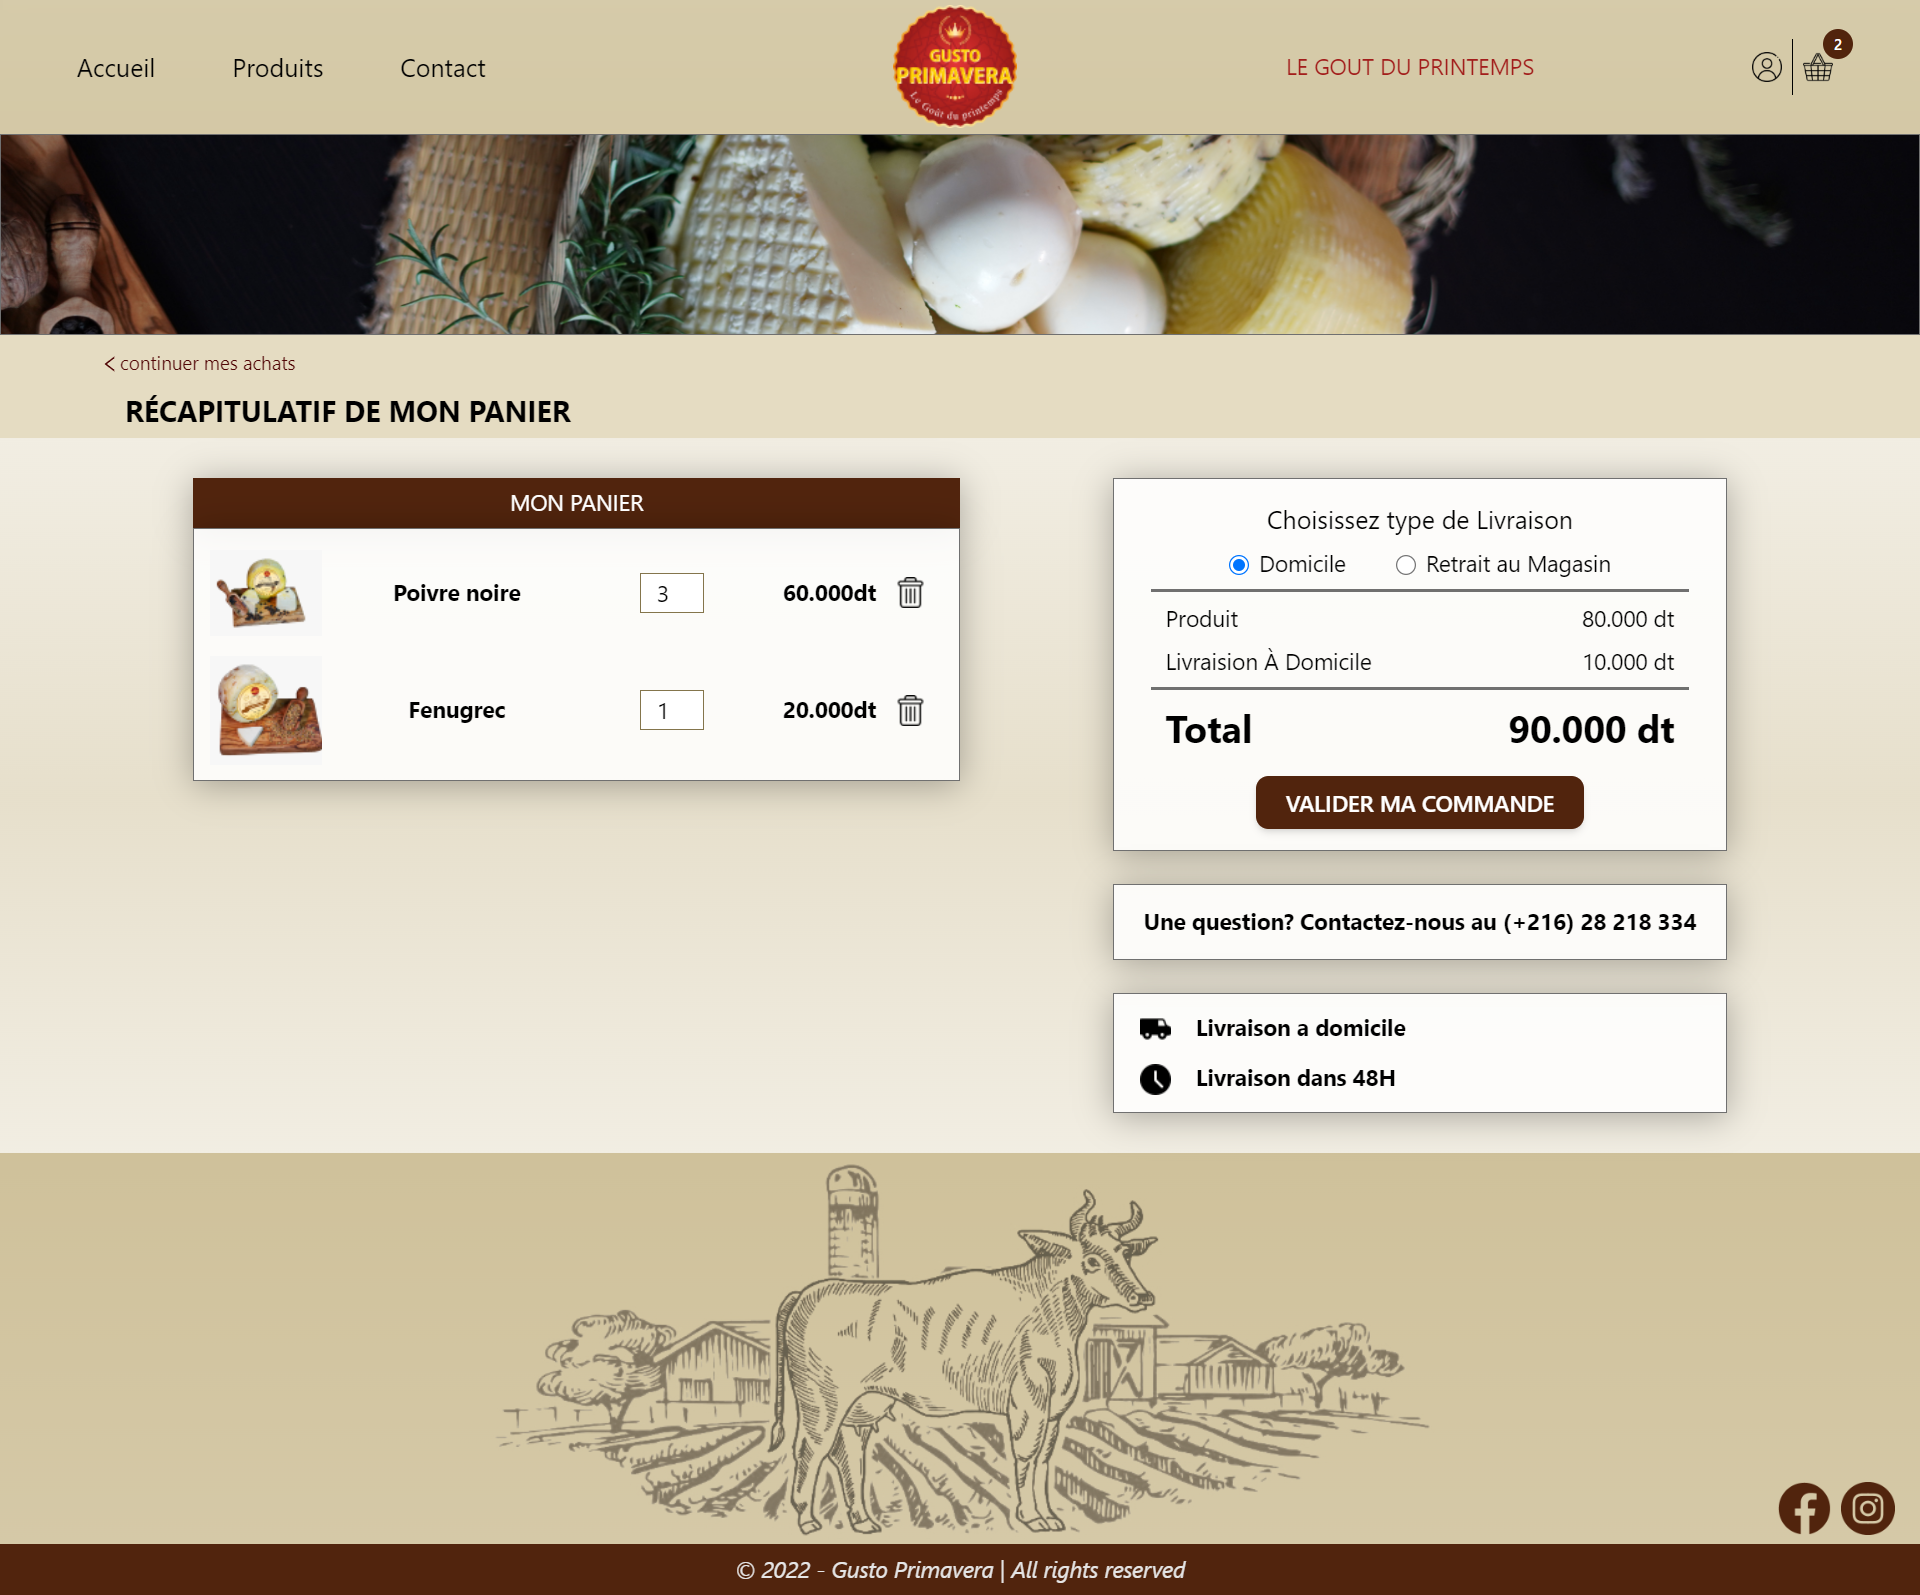 Accueil
Produits
Contact
GUSTO
PRIMAVERA
Le Goût du printemps
LE GOUT DU PRINTEMPS
2
< continuer mes achats
RÉCAPITULATIF DE MON PANIER
MON PANIER
Poivre noire 3 60.000dt
Fenugrec 1 20.000dt
Choisissez type de Livraison
Domicile Retrait au Magasin
Produit 80.000 dt
Livraision À Domicile 10.000 dt
Total 90.000 dt
VALIDER MA COMMANDE
Une question? Contactez-nous au (+216) 28 218 334
Livraison a domicile
Livraison dans 48H
© 2022 - Gusto Primavera | All rights reserved